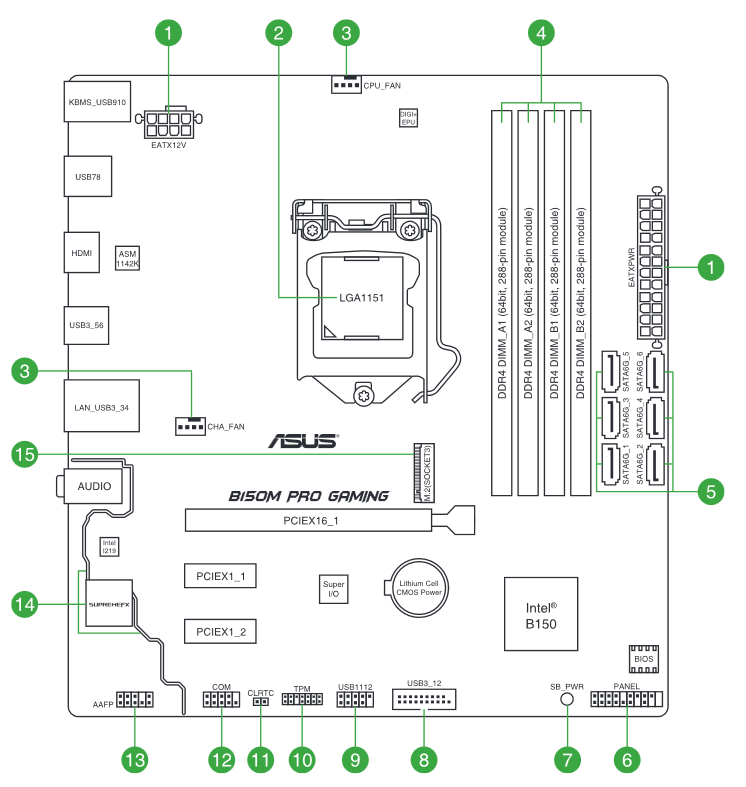 1
2
3
4
KBMS_USB910
CPU_FAN
DIGI+
EPU
EATX12V
USB78
HDMI
ASM
1142K
USB3_56
LAN_USB3_34
LGA1151
DDR4 DIMM_A1 (64bit, 288-pin module)
DDR4 DIMM_A2 (64bit, 288-pin module)
DDR4 DIMM_B1 (64bit, 288-pin module)
DDR4 DIMM_B2 (64bit, 288-pin module)
EATXPWR
1
3
CHA_FAN
SATA6G_5
SATA6G_6
SATA6G_3
SATA6G_4
SATA6G_1
SATA6G_2
5
15
ASUS
M.2(SOCKET3)
AUDIO
B150M PRO GAMING
PCIEX16_1
Intel
I219
PCIEX1_1
Super
I/O
Lithium Cell
CMOS Power
14
SUPREMEFX
Intel®
B150
PCIEX1_2
BIOS
AAFP
COM
CLRTC
TPM
USB1112
USB3_12
SB_PWR
PANEL
13
12
11
10
9
8
7
6